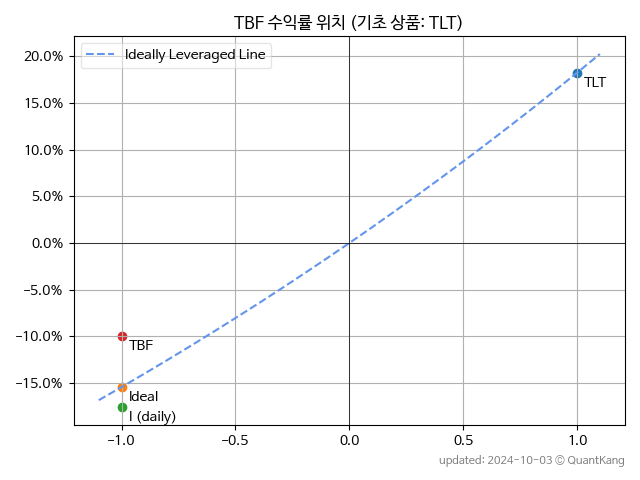 TBF 수익률 위치 (기초 상품: TLT)
Ideally Leveraged Line
20.0%
15.0%
10.0%
5.0%
0.0%
−5.0%
−10.0%
−15.0%
TLT
TBF
Ideal
I (daily)
−1.0 −0.5 0.0 0.5 1.0
updated: 2024-10-03 © QuantKang